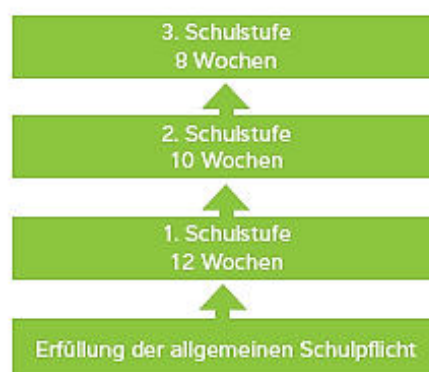 3. Schulstufe
8 Wochen
2. Schulstufe
10 Wochen
1. Schulstufe
12 Wochen
Erfüllung der allgemeinen Schulpflicht